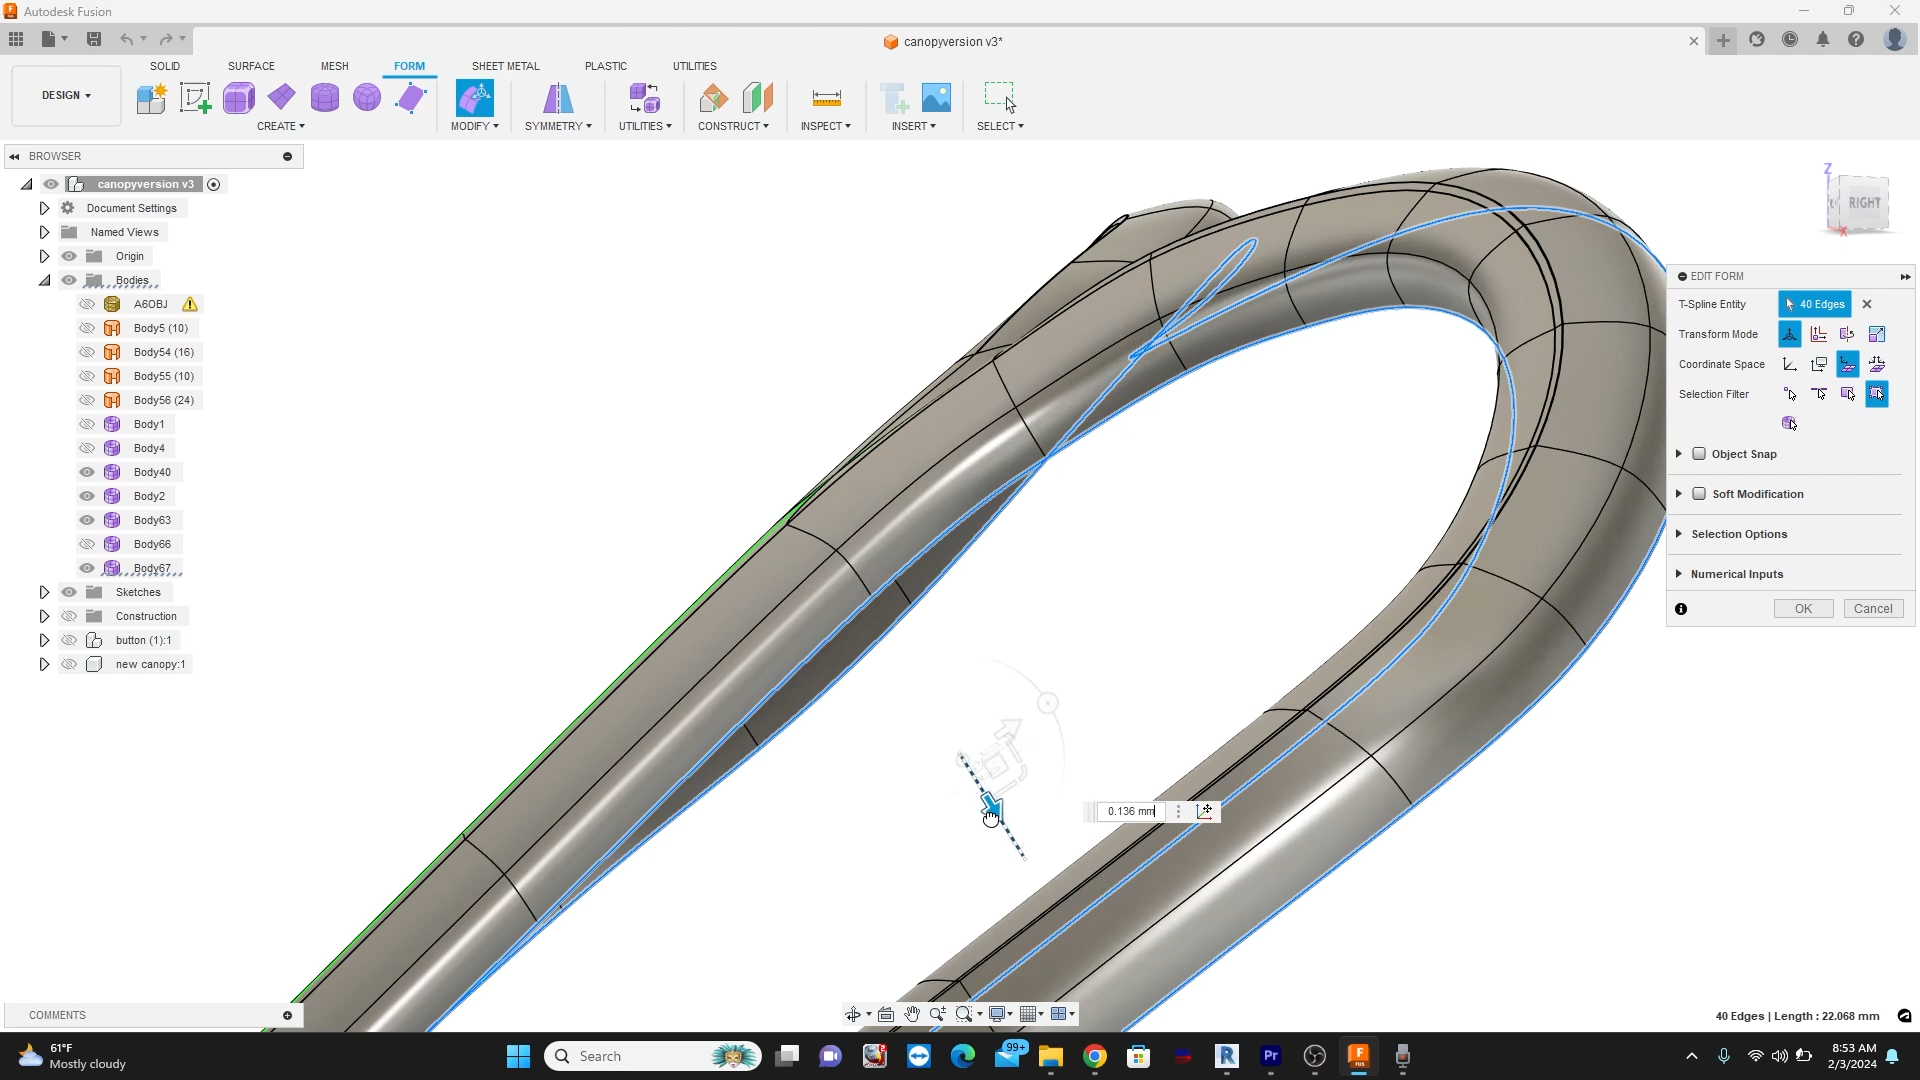 Autodesk Fusion
canopyversion v3*
DESIGN
SOLID SURFACE MESH FORM SHEET METAL PLASTIC UTILITIES
CREATE MODIFY SYMMETRY UTILITIES CONSTRUCT INSPECT INSERT SELECT
BROWSER
canopyversion v3
Document Settings
Named Views
Origin
Bodies
A6OBJ
Body5 (10)
Body54 (16)
Body55 (10)
Body56 (24)
Body1
Body4
Body40
Body2
Body63
Body66
Body67
Sketches
Construction
button (1):1
new canopy:1
Z
RIGHT
X
EDIT FORM
T-Spline Entity 40 Edges
Transform Mode
Coordinate Space
Selection Filter
Object Snap
Soft Modification
Selection Options
Numerical Inputs
OK Cancel
0.136 mm
COMMENTS
40 Edges | Length : 22.068 mm
61°F
Mostly cloudy
Search
99+
R
Pr
F
FUS
8:53 AM
2/3/2024